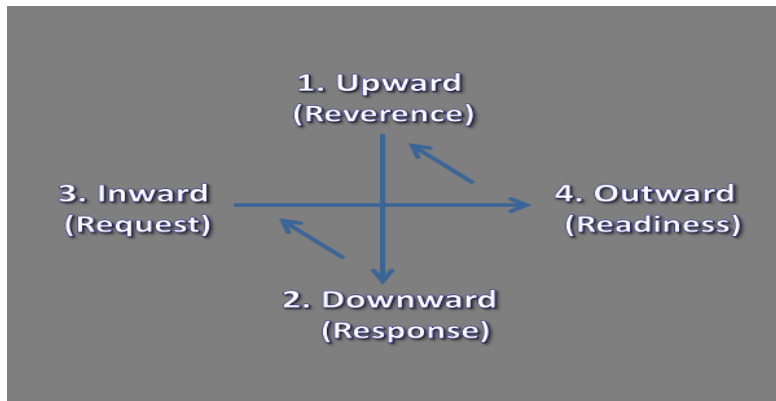 1. Upward
(Reverence)
3. Inward
(Request)
4. Outward
(Readiness)
2. Downward
(Response)